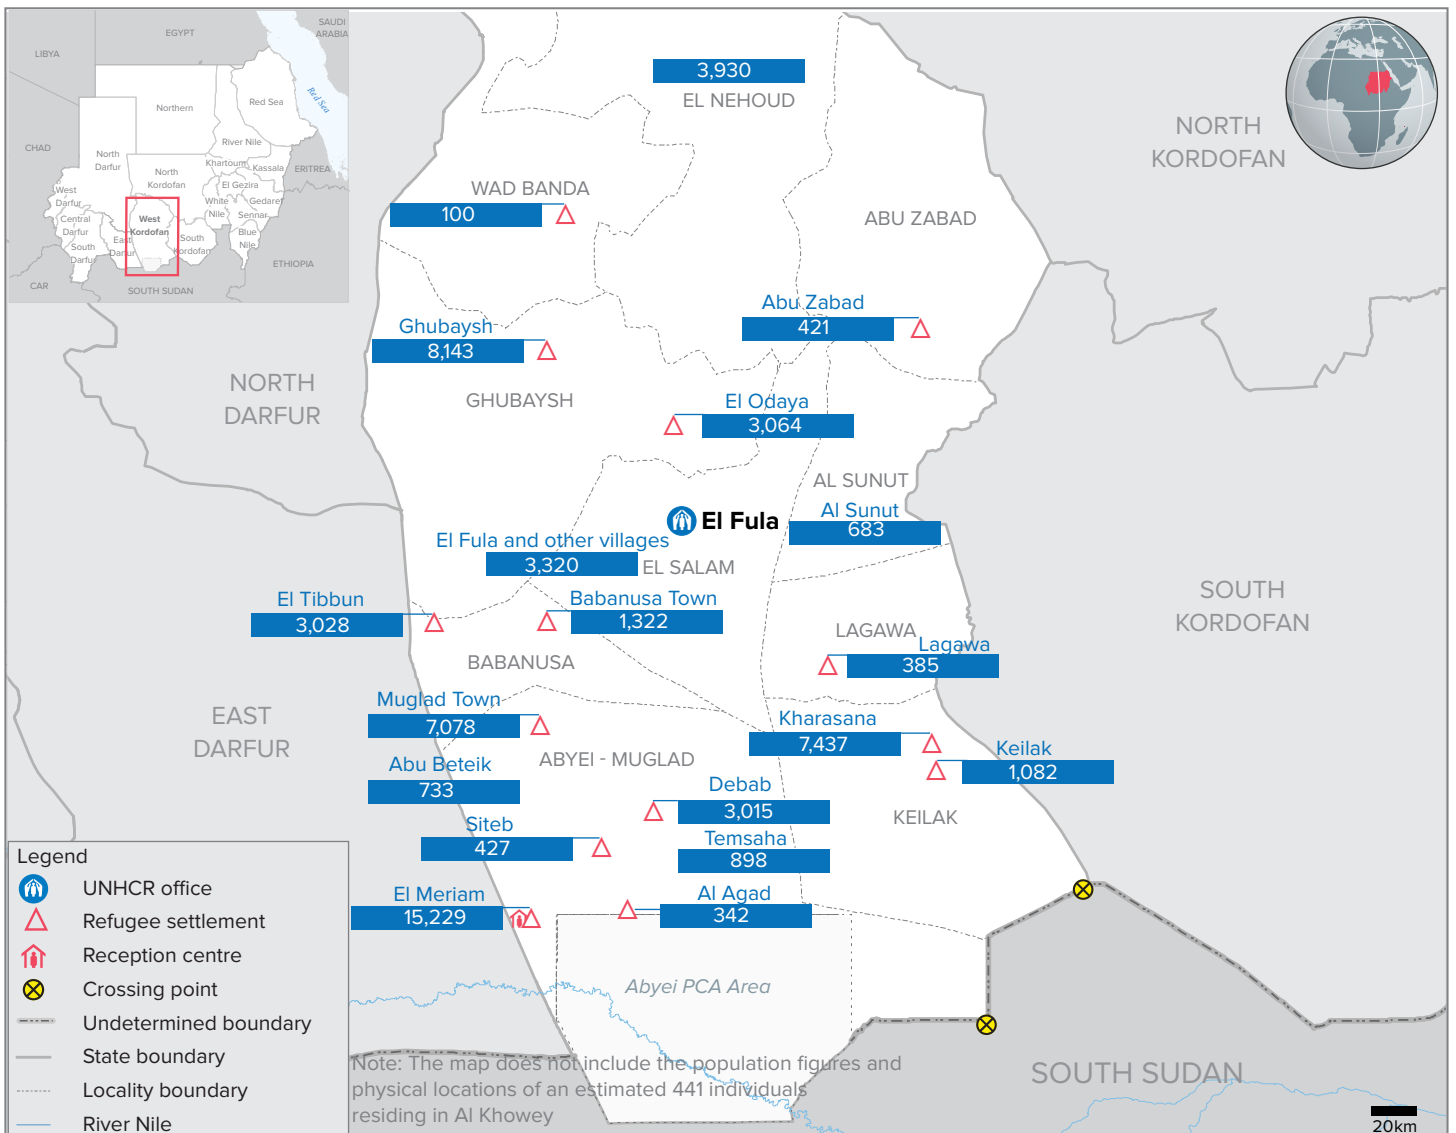 SAUDI
ARABIA
EGYPT
LIBYA
Red Sea
Northern
Red Sea
CHAD
River Nile
North
Darfur
Khartoum
Kassala
ERITREA
North
Kordofan
El Gezira
West
Darfur
White
Nile
Gedaref
Sennar
Central
Darfur
West
Kordofan
East
Darfur
South
Kordofan
Blue
Nile
South
Darfur
ETHIOPIA
CAR
SOUTH SUDAN
3,930
EL NEHOUD
NORTH
KORDOFAN
WAD BANDA
100
ABU ZABAD
Abu Zabad
421
Ghubaysh
8,143
NORTH
DARFUR
GHUBAYSH
El Odaya
3,064
AL SUNUT
Al Sunut
683
El Fula
El Fula and other villages
3,320
EL SALAM
El Tibbun
3,028
Babanusa Town
1,322
SOUTH
KORDOFAN
LAGAWA
Lagawa
385
BABANUSA
Muglad Town
7,078
EAST
DARFUR
Kharasana
7,437
Keilak
1,082
ABYEI - MUGLAD
Abu Beteik
733
Debab
3,015
KEILAK
Siteb
427
Temsaha
898
El Meriam
15,229
Al Agad
342
Abyei PCA Area
Legend
UNHCR office
Refugee settlement
Reception centre
Crossing point
Undetermined boundary
State boundary
Locality boundary
River Nile
Note: The map does not include the population figures and
physical locations of an estimated 441 individuals
residing in Al Khowey
SOUTH SUDAN
20km